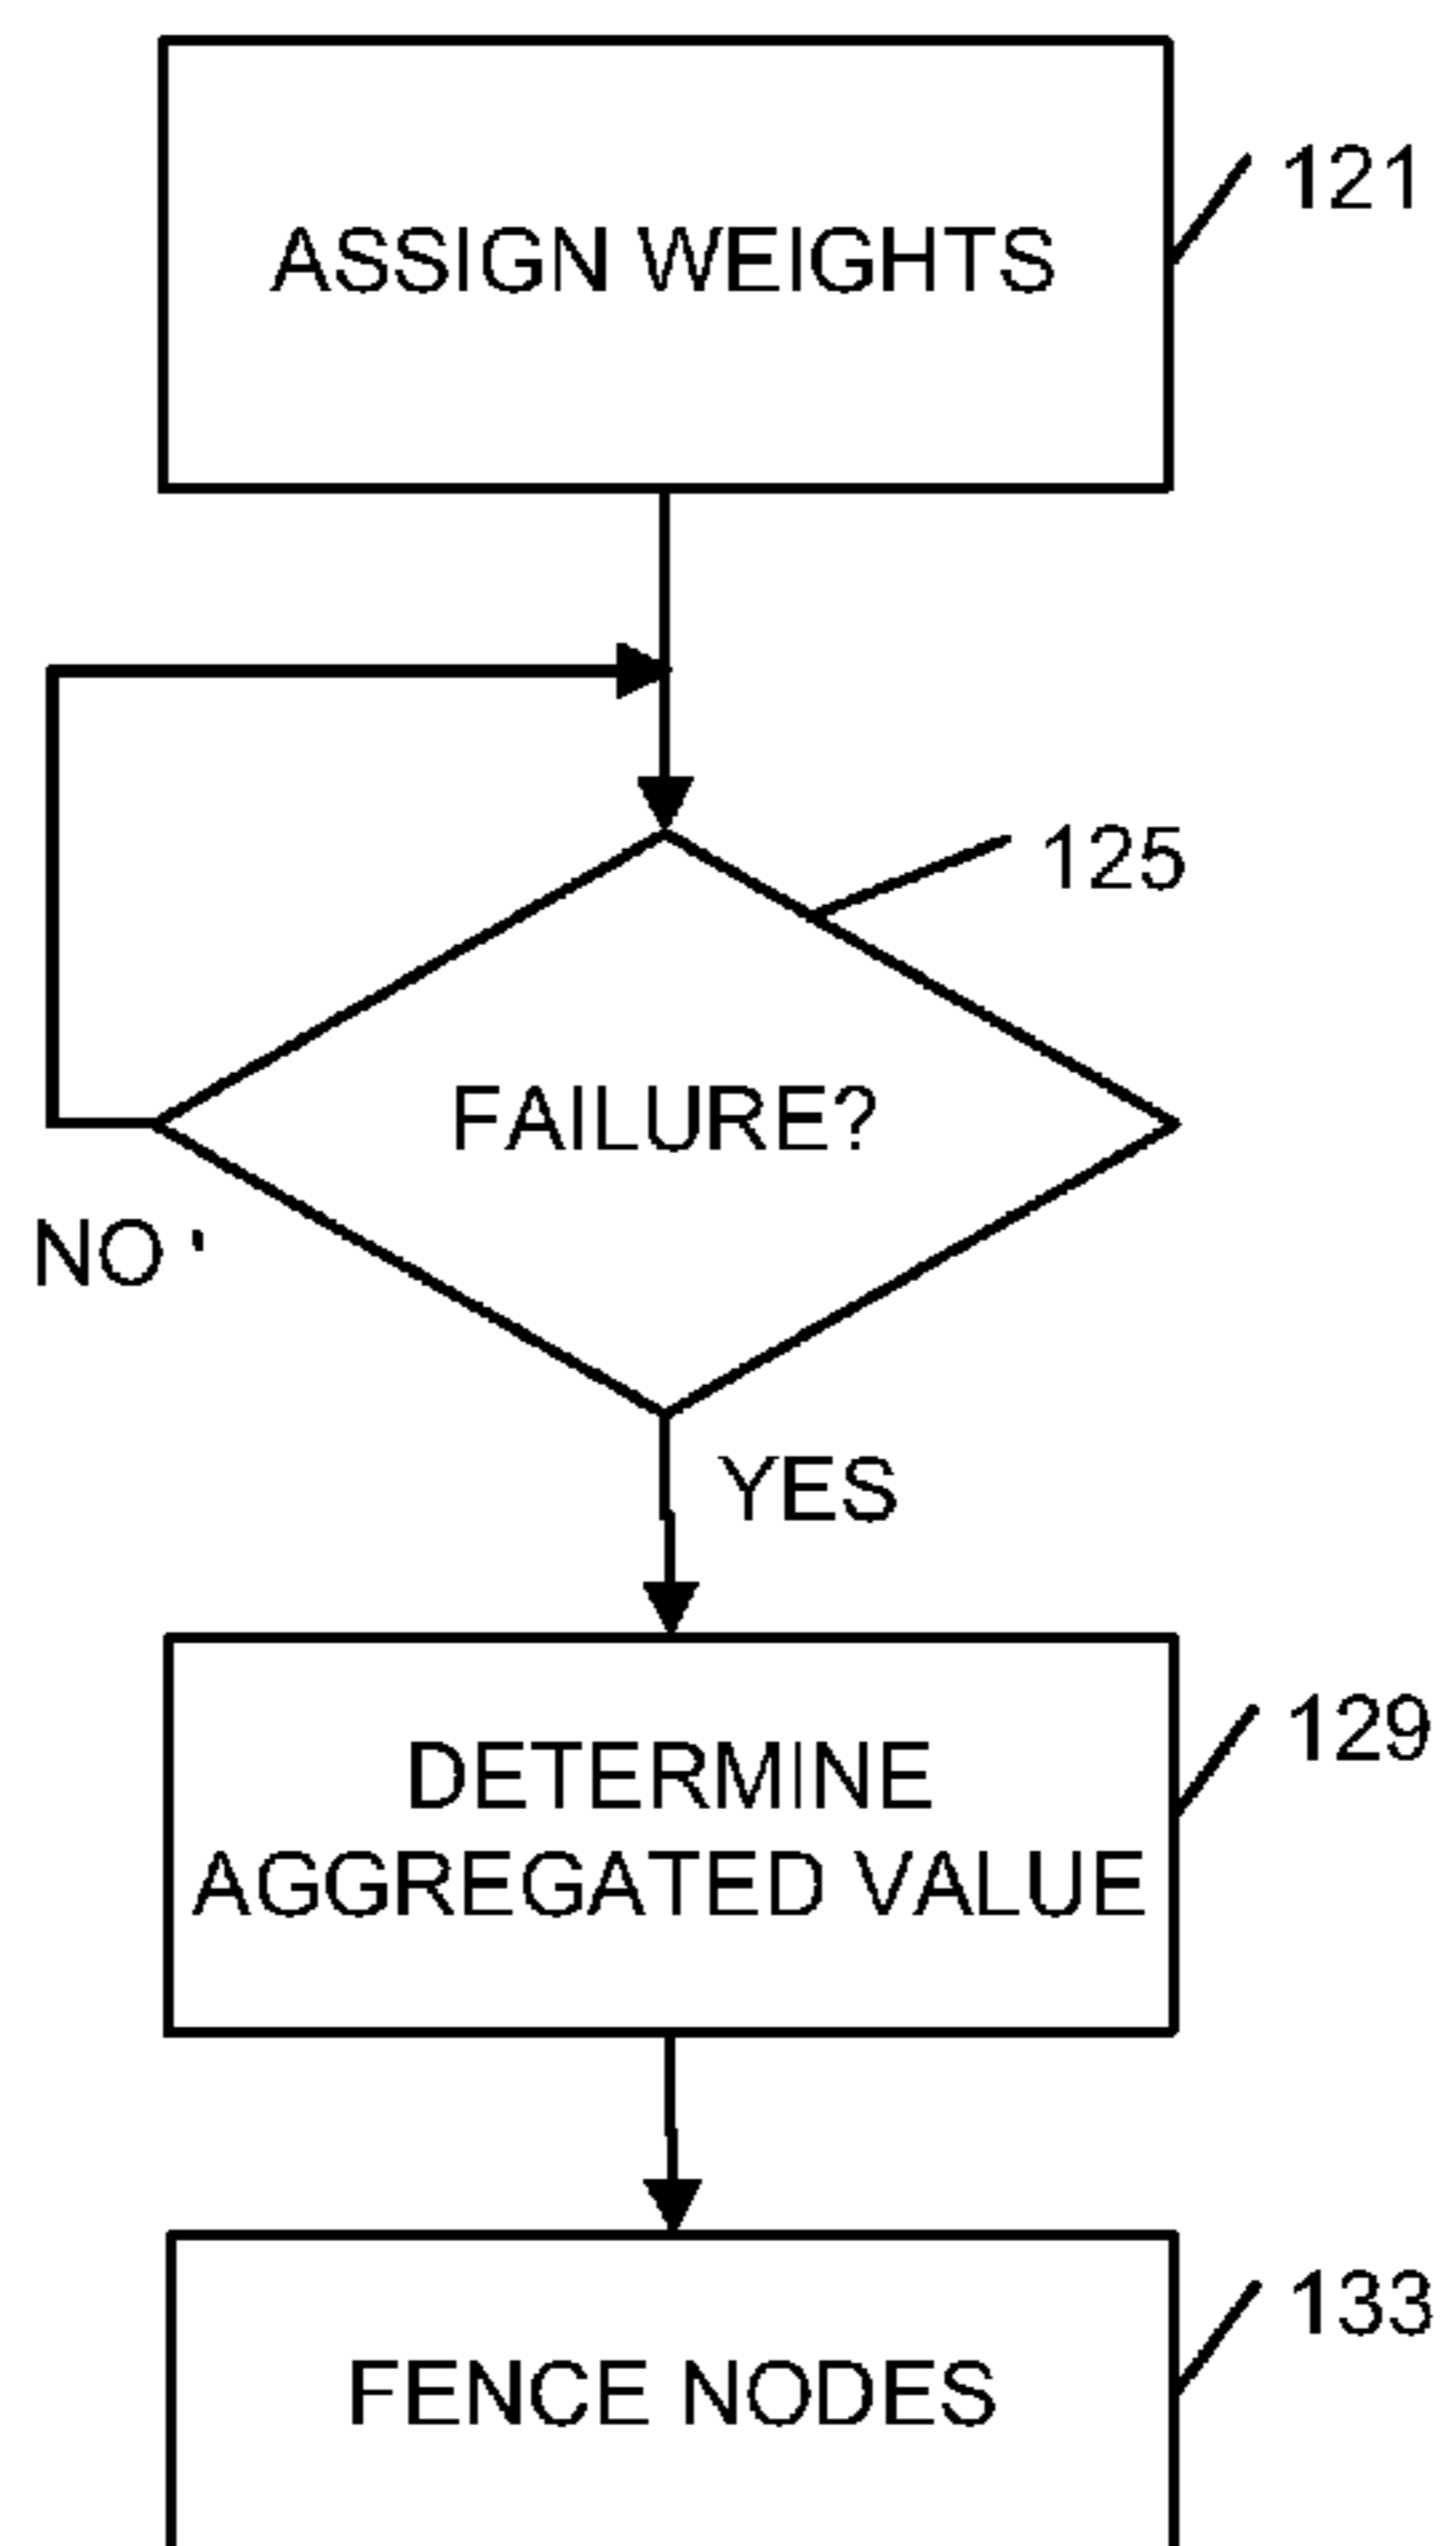 ASSIGN WEIGHTS
121
125
FAILURE?
NO '
YES
DETERMINE
AGGREGATED VALUE
129
FENCE NODES
133